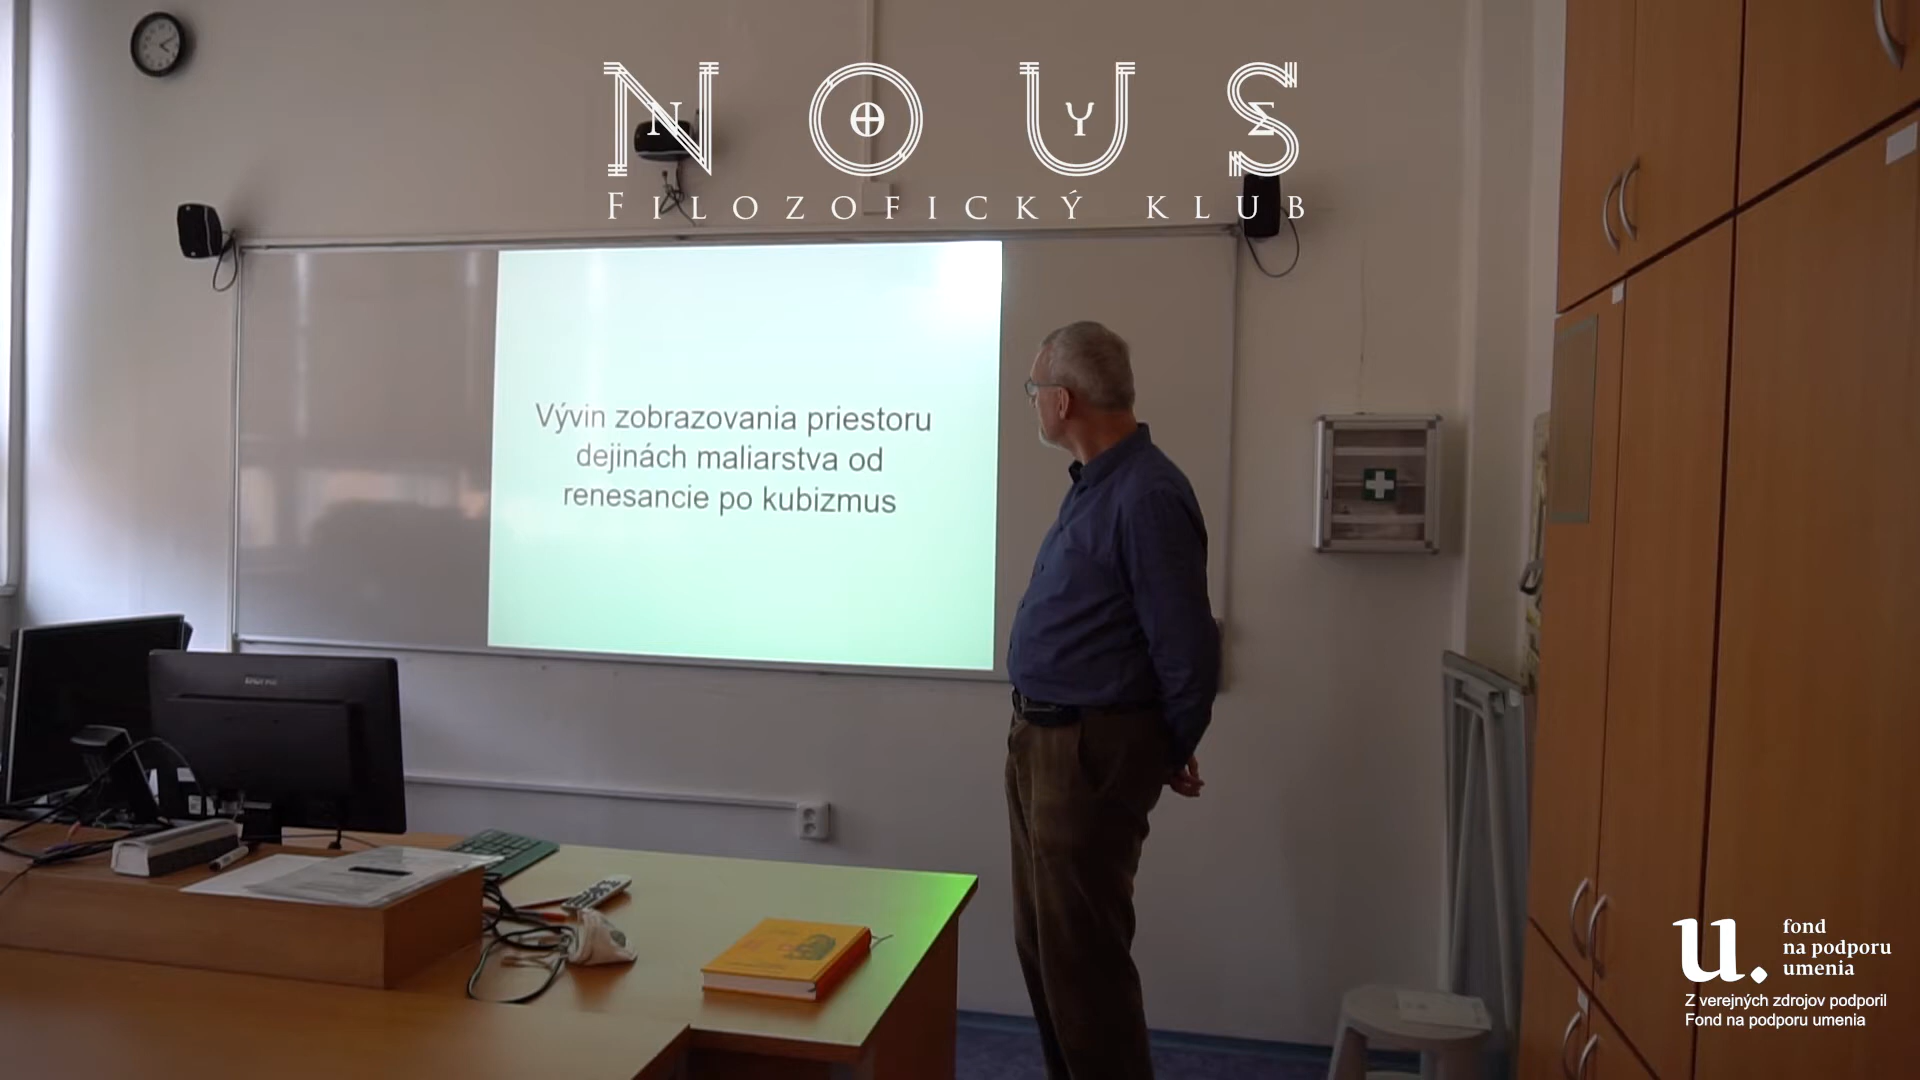 NOUS
Ν Ο Υ Σ
FILOZOFICKÝ KLUB
Vývin zobrazovania priestoru
dejinách maliarstva od
renesancie po kubizmus
u.
fond
na podporu
umenia
Z verejných zdrojov podporil
Fond na podporu umenia